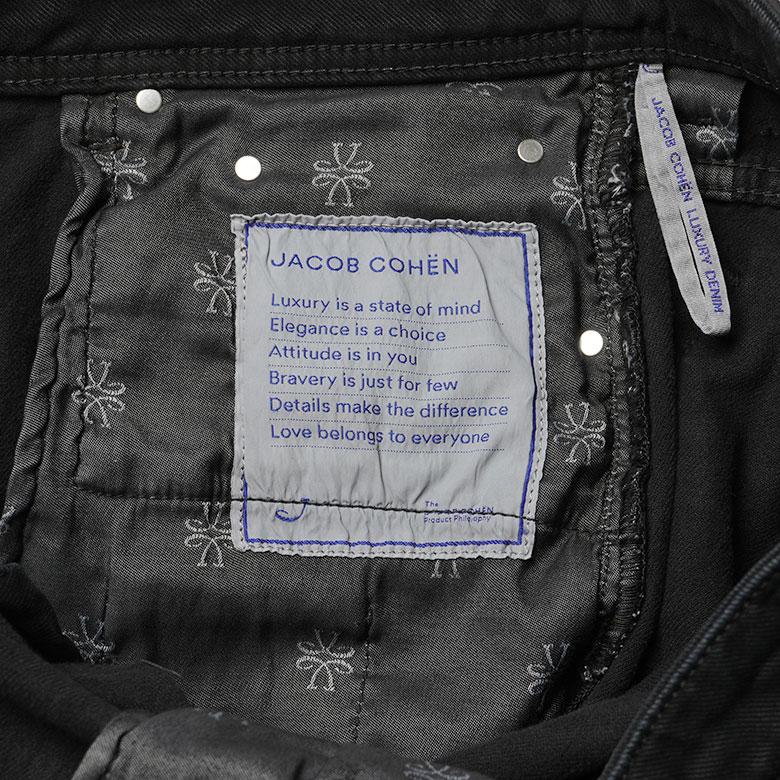 JACOB COHËN
Luxury is a state of mind
Elegance is a choice
Attitude is in you
Bravery is just for few
Details make the difference
Love belongs to everyone
The
COHËN
Product Philosophy
JACOB COHËN LUXURY DENIM